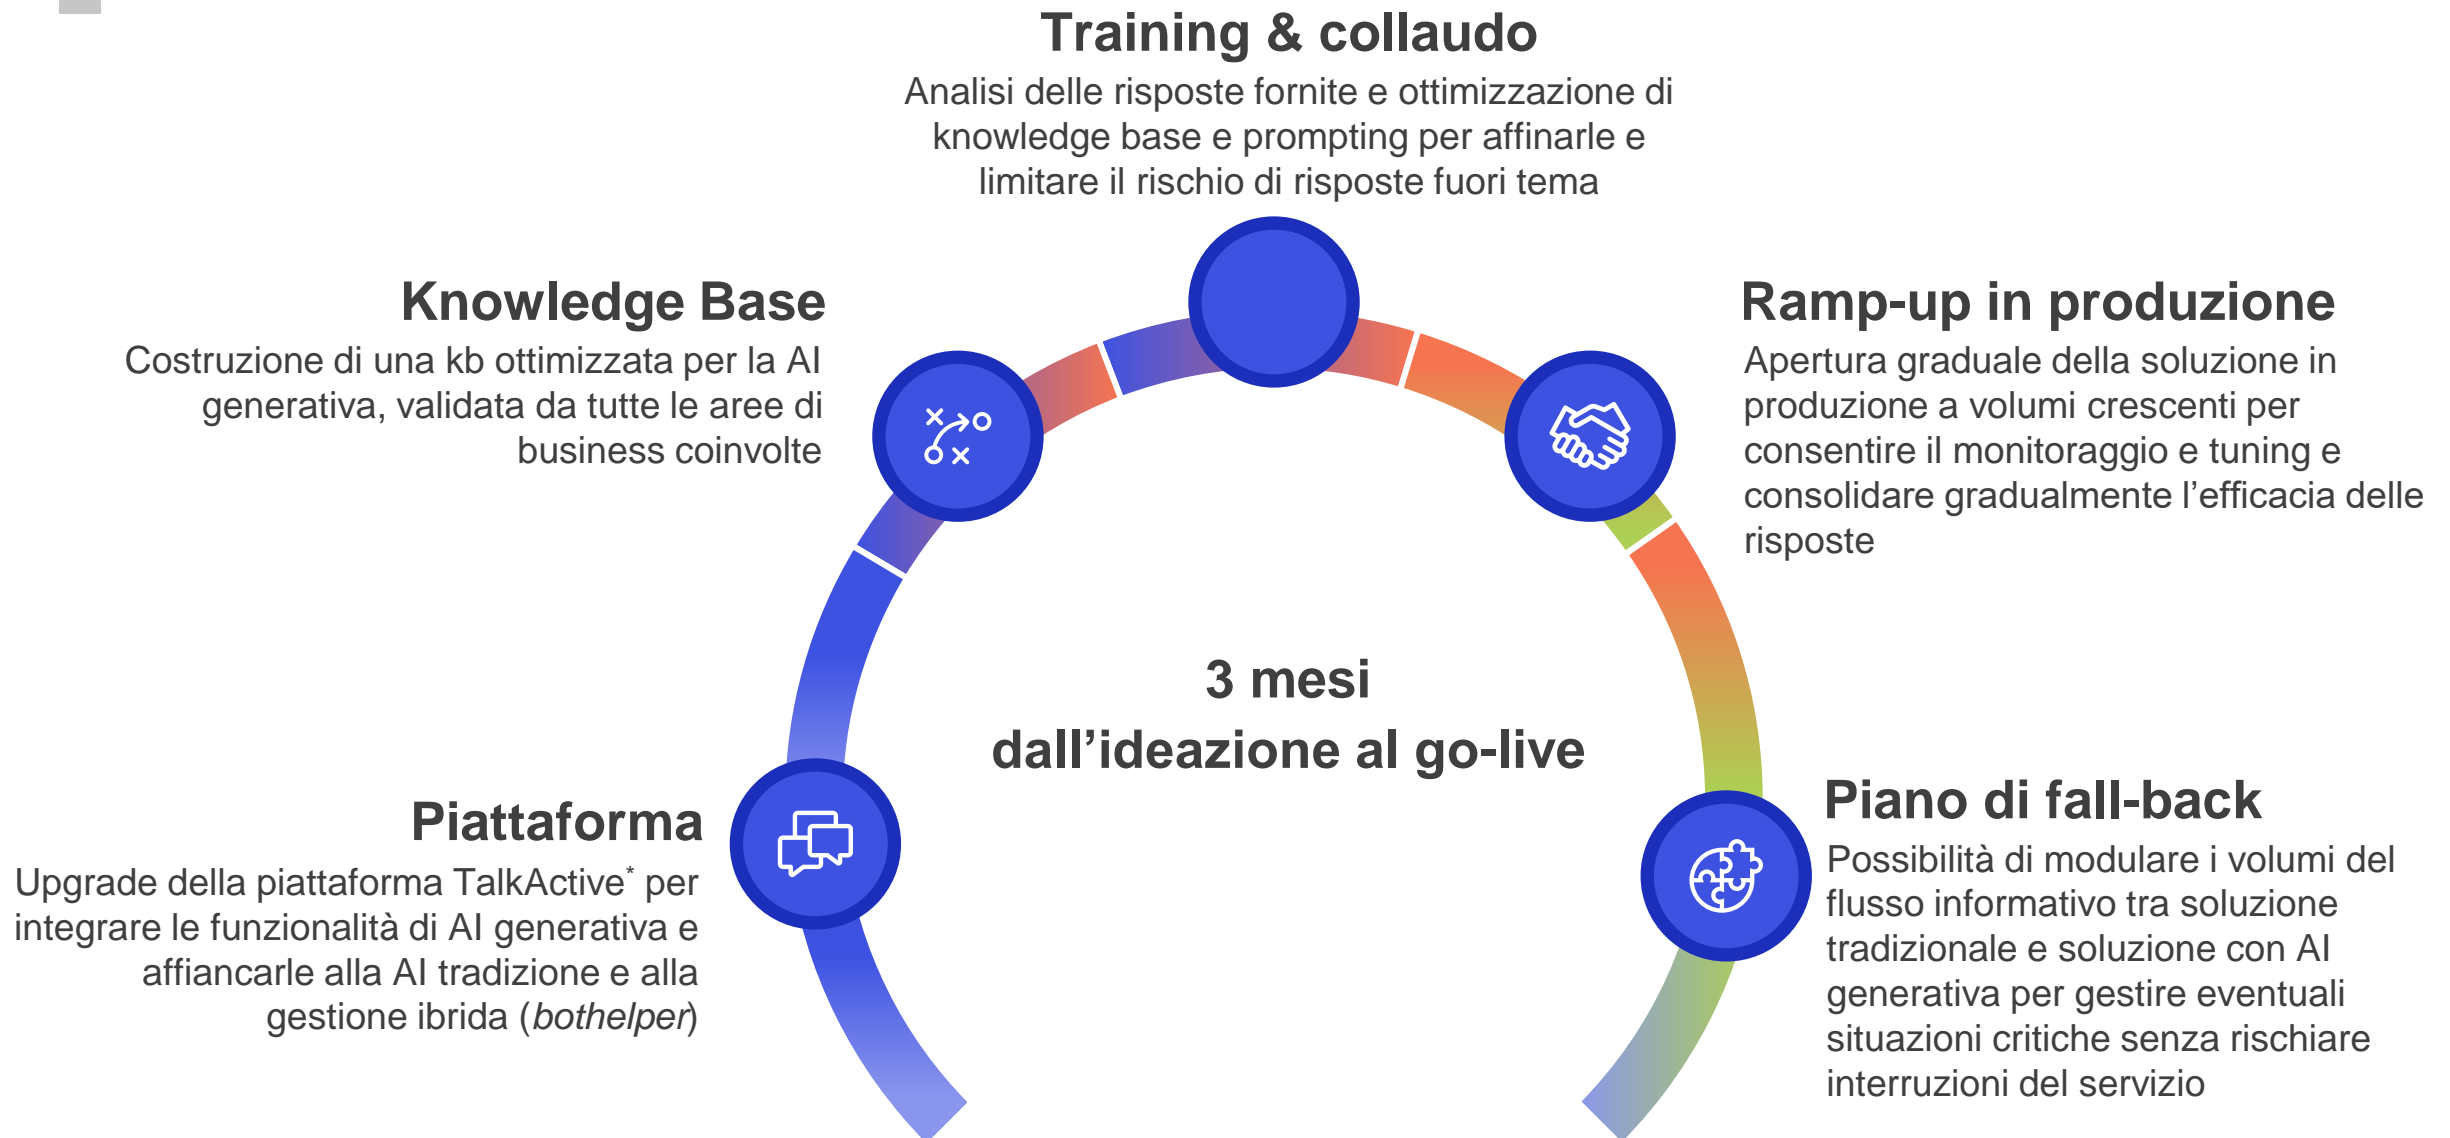 Training & collaudo
Analisi delle risposte fornite e ottimizzazione di
knowledge base e prompting per affinarle e
limitare il rischio di risposte fuori tema
Knowledge Base
Costruzione di una kb ottimizzata per la AI
generativa, validata da tutte le aree di
business coinvolte
Ramp-up in produzione
Apertura graduale della soluzione in
produzione a volumi crescenti per
consentire il monitoraggio e tuning e
consolidare gradualmente l’efficacia delle
risposte
3 mesi
dall’ideazione al go-live
Piattaforma
Upgrade della piattaforma TalkActive* per
integrare le funzionalità di AI generativa e
affiancarle alla AI tradizione e alla
gestione ibrida (bothelper)
Piano di fall-back
Possibilità di modulare i volumi del
flusso informativo tra soluzione
tradizionale e soluzione con AI
generativa per gestire eventuali
situazioni critiche senza rischiare
interruzioni del servizio